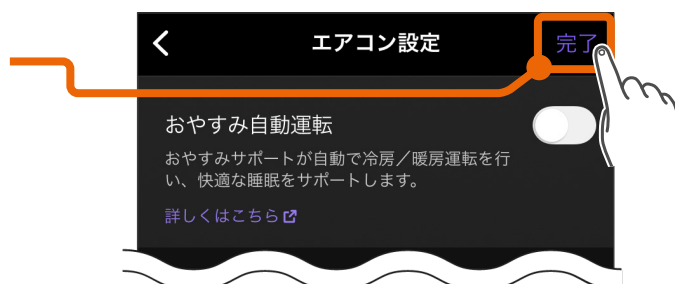 エアコン設定 完了
おやすみ自動運転
おやすみサポートが自動で冷房／暖房運転を行
い、快適な睡眠をサポートします。
詳しくはこちら